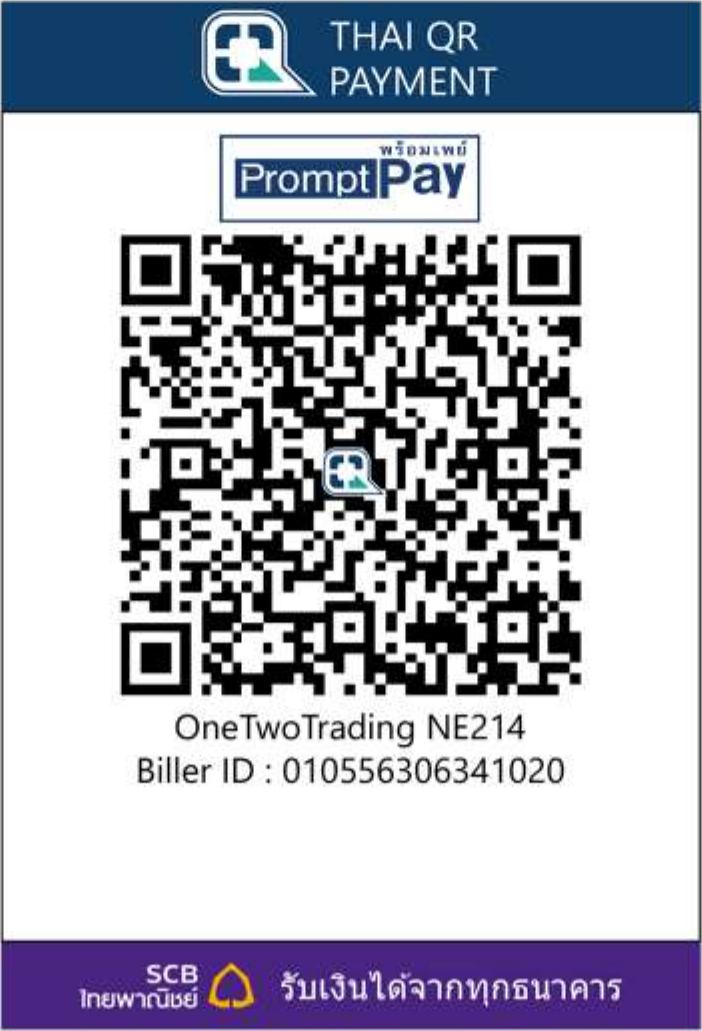 THAI QR
PAYMENT
พร้อมเพย์
Prompt Pay
OneTwoTrading NE214
Biller ID : 010556306341020
SCB
ไทยพาณิชย์
รับเงินได้จากทุกธนาคาร